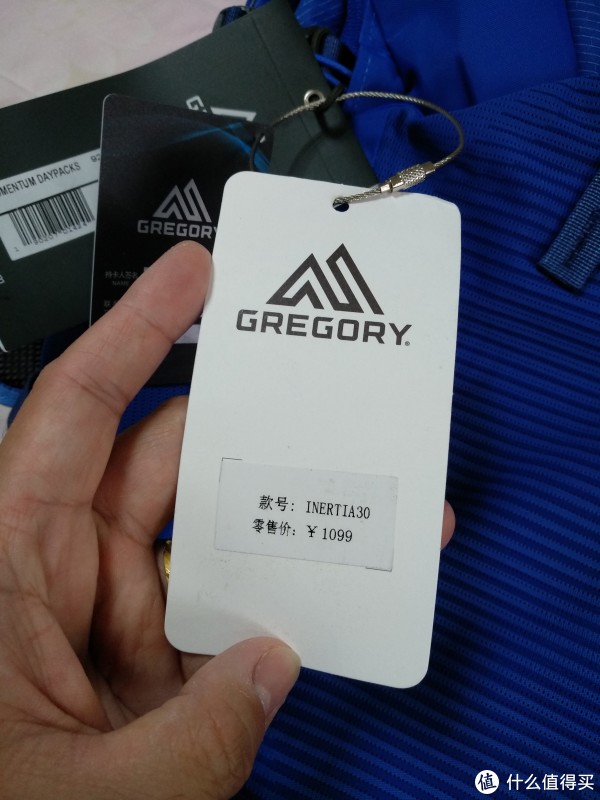 MENTUM DAYPACKS
GREGORY
GREGORY
款号: INERTIA30
零售价: ￥1099
值 什么值得买